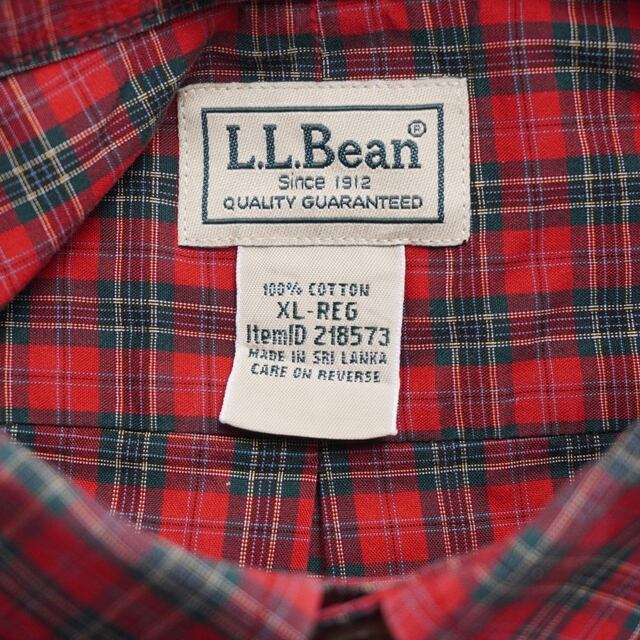 L.L.Bean®
Since 1912
QUALITY GUARANTEED
100% COTTON
XL-REG
ItemID 218573
MADE IN SRI LANKA
CARE ON REVERSE